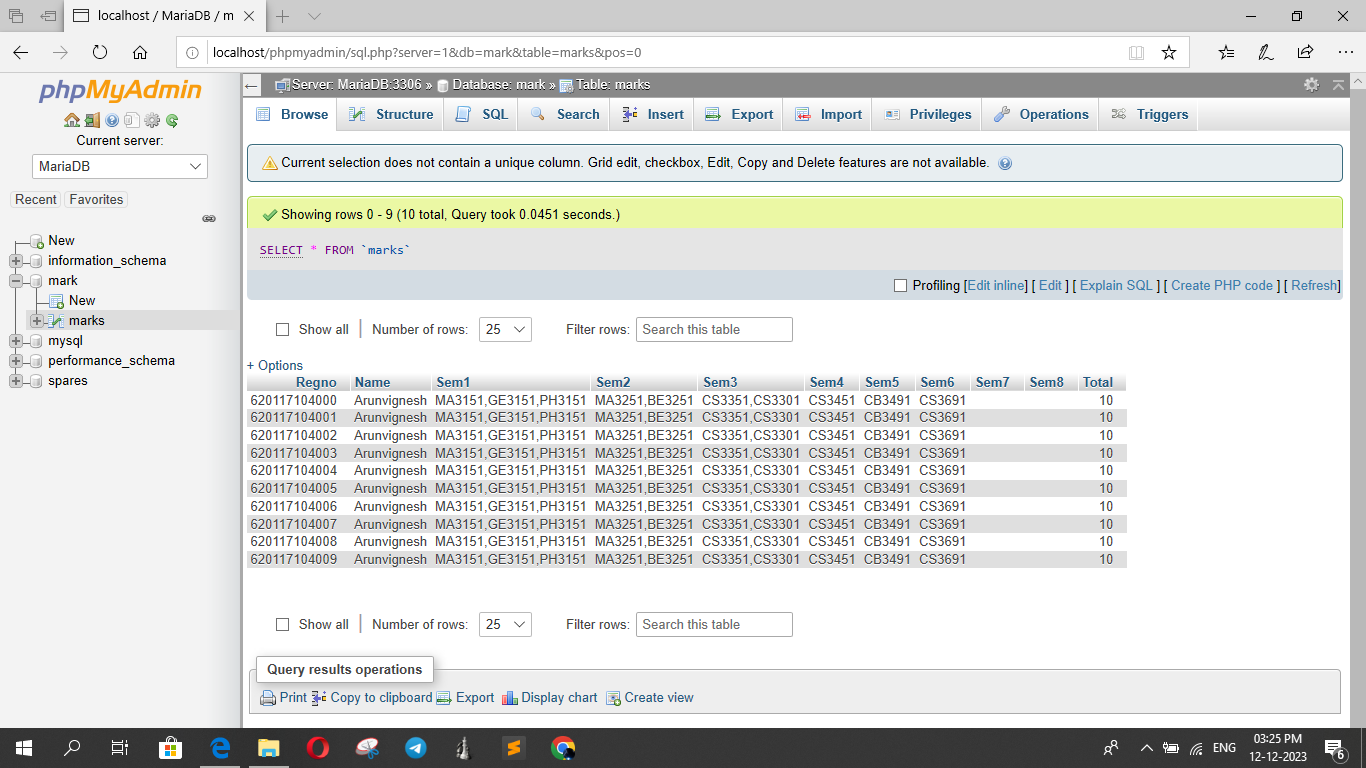 localhost / MariaDB / m
localhost/phpmyadmin/sql.php?server=1&db=mark&table=marks&pos=0
phpMyAdmin
Current server:
MariaDB
Recent Favorites
New
information_schema
mark
New
marks
mysql
performance_schema
spares
Server: MariaDB:3306 » Database: mark » Table: marks
Browse Structure SQL Search Insert Export Import Privileges Operations Triggers
Current selection does not contain a unique column. Grid edit, checkbox, Edit, Copy and Delete features are not available.
Showing rows 0 - 9 (10 total, Query took 0.0451 seconds.)
SELECT * FROM `marks`
Profiling [Edit inline] [ Edit ] [ Explain SQL ] [ Create PHP code ] [ Refresh]
Show all | Number of rows: 25 Filter rows: Search this table
+ Options
Regno Name Sem1 Sem2 Sem3 Sem4 Sem5 Sem6 Sem7 Sem8 Total
620117104000 Arunvignesh MA3151,GE3151,PH3151 MA3251,BE3251 CS3351,CS3301 CS3451 CB3491 CS3691 10
620117104001 Arunvignesh MA3151,GE3151,PH3151 MA3251,BE3251 CS3351,CS3301 CS3451 CB3491 CS3691 10
620117104002 Arunvignesh MA3151,GE3151,PH3151 MA3251,BE3251 CS3351,CS3301 CS3451 CB3491 CS3691 10
620117104003 Arunvignesh MA3151,GE3151,PH3151 MA3251,BE3251 CS3351,CS3301 CS3451 CB3491 CS3691 10
620117104004 Arunvignesh MA3151,GE3151,PH3151 MA3251,BE3251 CS3351,CS3301 CS3451 CB3491 CS3691 10
620117104005 Arunvignesh MA3151,GE3151,PH3151 MA3251,BE3251 CS3351,CS3301 CS3451 CB3491 CS3691 10
620117104006 Arunvignesh MA3151,GE3151,PH3151 MA3251,BE3251 CS3351,CS3301 CS3451 CB3491 CS3691 10
620117104007 Arunvignesh MA3151,GE3151,PH3151 MA3251,BE3251 CS3351,CS3301 CS3451 CB3491 CS3691 10
620117104008 Arunvignesh MA3151,GE3151,PH3151 MA3251,BE3251 CS3351,CS3301 CS3451 CB3491 CS3691 10
620117104009 Arunvignesh MA3151,GE3151,PH3151 MA3251,BE3251 CS3351,CS3301 CS3451 CB3491 CS3691 10
Show all | Number of rows: 25 Filter rows: Search this table
Query results operations
Print Copy to clipboard Export Display chart Create view
ENG
03:25 PM
12-12-2023
6